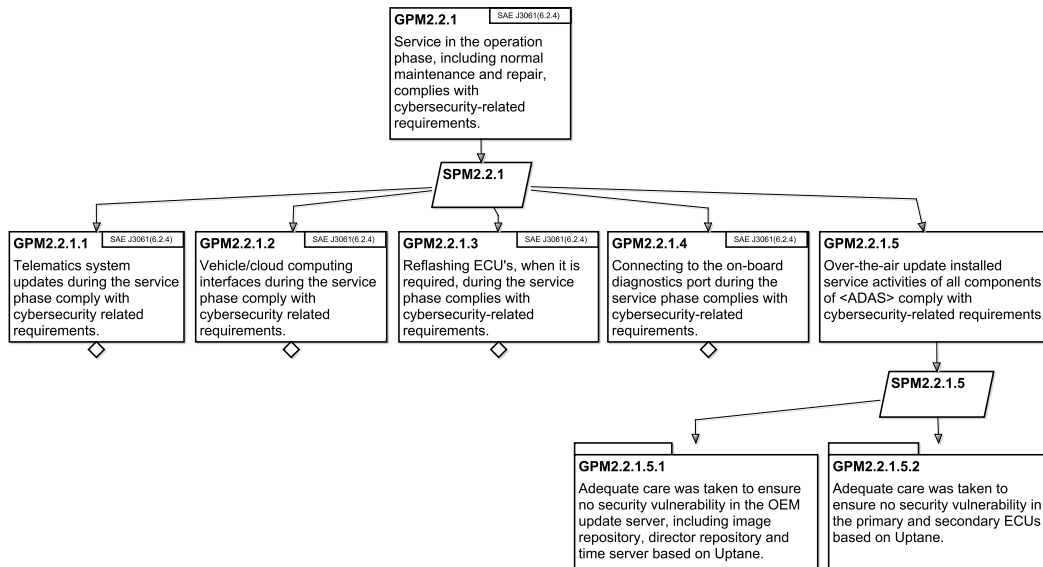 GPM2.2.1
SAE J3061(6.2.4)
Service in the operation
phase, including normal
maintenance and repair,
complies with
cybersecurity-related
requirements.
SPM2.2.1
GPM2.2.1.1
SAE J3061(6.2.4)
Telematics system
updates during the service
phase comply with
cybersecurity related
requirements.
GPM2.2.1.2
SAE J3061(6.2.4)
Vehicle/cloud computing
interfaces during the service
phase comply with
cybersecurity related
requirements.
GPM2.2.1.3
SAE J3061(6.2.4)
Reflashing ECU's, when it is
required, during the service
phase complies with
cybersecurity-related
requirements.
GPM2.2.1.4
SAE J3061(6.2.4)
Connecting to the on-board
diagnostics port during the
service phase complies with
cybersecurity-related
requirements.
GPM2.2.1.5
Over-the-air update installed
service activities of all components
of <ADAS> comply with
cybersecurity-related requirements.
SPM2.2.1.5
GPM2.2.1.5.1
Adequate care was taken to ensure
no security vulnerability in the OEM
update server, including image
repository, director repository and
time server based on Uptane.
GPM2.2.1.5.2
Adequate care was taken to
ensure no security vulnerability in
the primary and secondary ECUs
based on Uptane.